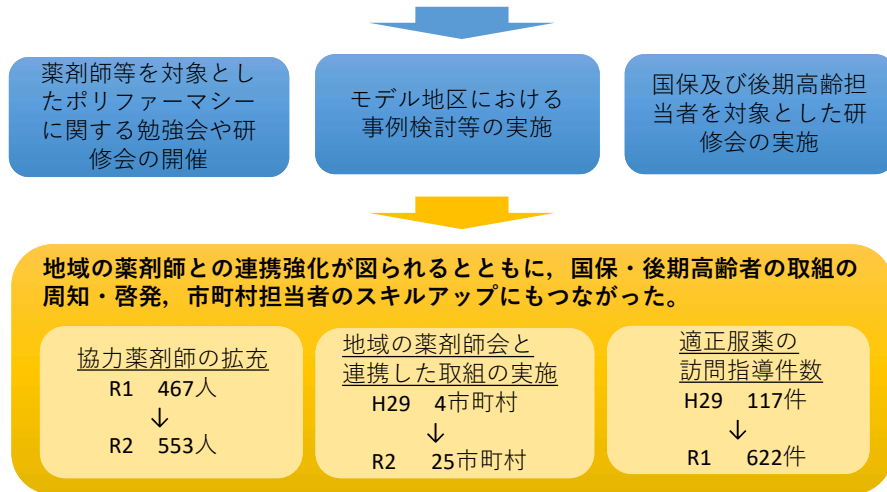 薬剤師等を対象とし
たポリファーマシー
に関する勉強会や研
修会の開催
モデル地区における
事例検討等の実施
国保及び後期高齢担
当者を対象とした研
修会の実施
地域の薬剤師との連携強化が図られるとともに，国保・後期高齢者の取組の
周知・啓発，市町村担当者のスキルアップにもつながった。
協力薬剤師の拡充
R1 467人
↓
R2 553人
地域の薬剤師会と
連携した取組の実施
H29 4市町村
↓
R2 25市町村
適正服薬の
訪問指導件数
H29 117件
↓
R1 622件